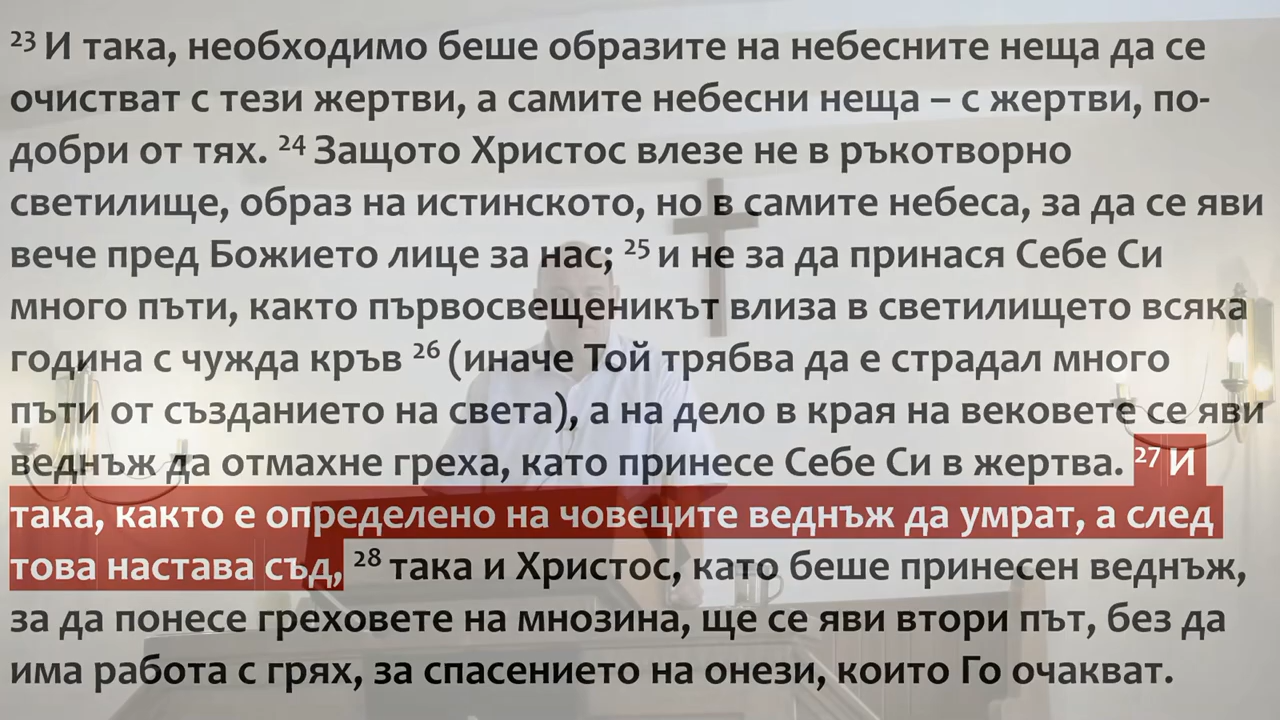 ²³ И така, необходимо беше образите на небесните неща да се
очистват с тези жертви, а самите небесни неща – с жертви, по-
добри от тях. ²⁴ Защото Христос влезе не в ръкотворно
светилище, образ на истинското, но в самите небеса, за да се яви
вече пред Божието лице за нас; ²⁵ и не за да принася Себе Си
много пъти, както първосвещеникът влиза в светилището всяка
година с чужда кръв ²⁶ (иначе Той трябва да е страдал много
пъти от създанието на света), а на дело в края на вековете се яви
веднъж да отмахне греха, като принесе Себе Си в жертва. ²⁷ И
така, както е определено на човеците веднъж да умрат, а след
това настава съд, ²⁸ така и Христос, като беше принесен веднъж,
за да понесе греховете на мнозина, ще се яви втори път, без да
има работа с грях, за спасението на онези, които Го очакват.